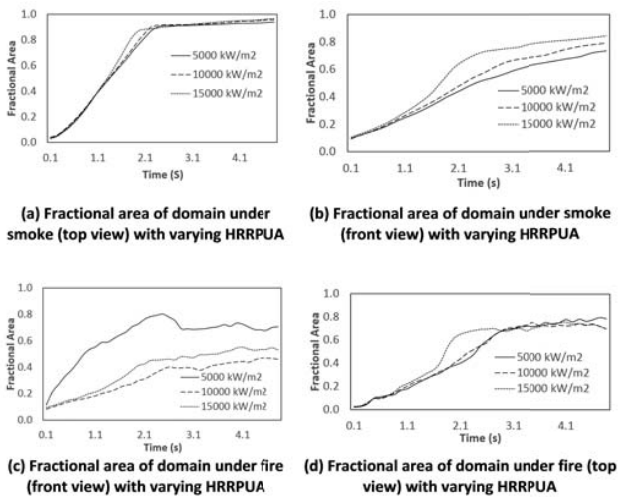 (a)
1.0
0.8
0.6
0.4
0.2
0.0
Fractional Area
5000 kW/m2
10000 kW/m2
15000 kW/m2
0.1 1.1 2.1 3.1 4.1
Time (S)
(a) Fractional area of domain under
smoke (top view) with varying HRRPUA
(b)
1.0
0.8
0.6
0.4
0.2
0.0
Fractional Area
5000 kW/m2
10000 kW/m2
15000 kW/m2
0.1 1.1 2.1 3.1 4.1
Time (s)
(b) Fractional area of domain under smoke
(front view) with varying HRRPUA
(c)
1.0
0.8
0.6
0.4
0.2
0.0
Fractional Area
5000 kW/m2
10000 kW/m2
15000 kW/m2
0.1 1.1 2.1 3.1 4.1
Time (s)
(c) Fractional area of domain under fire
(front view) with varying HRRPUA
(d)
1.0
0.8
0.6
0.4
0.2
0.0
Fractional Area
5000 kW/m2
10000 kW/m2
15000 kW/m2
0.1 1.1 2.1 3.1 4.1
Time (s)
(d) Fractional area of domain under fire (top
view) with varying HRRPUA